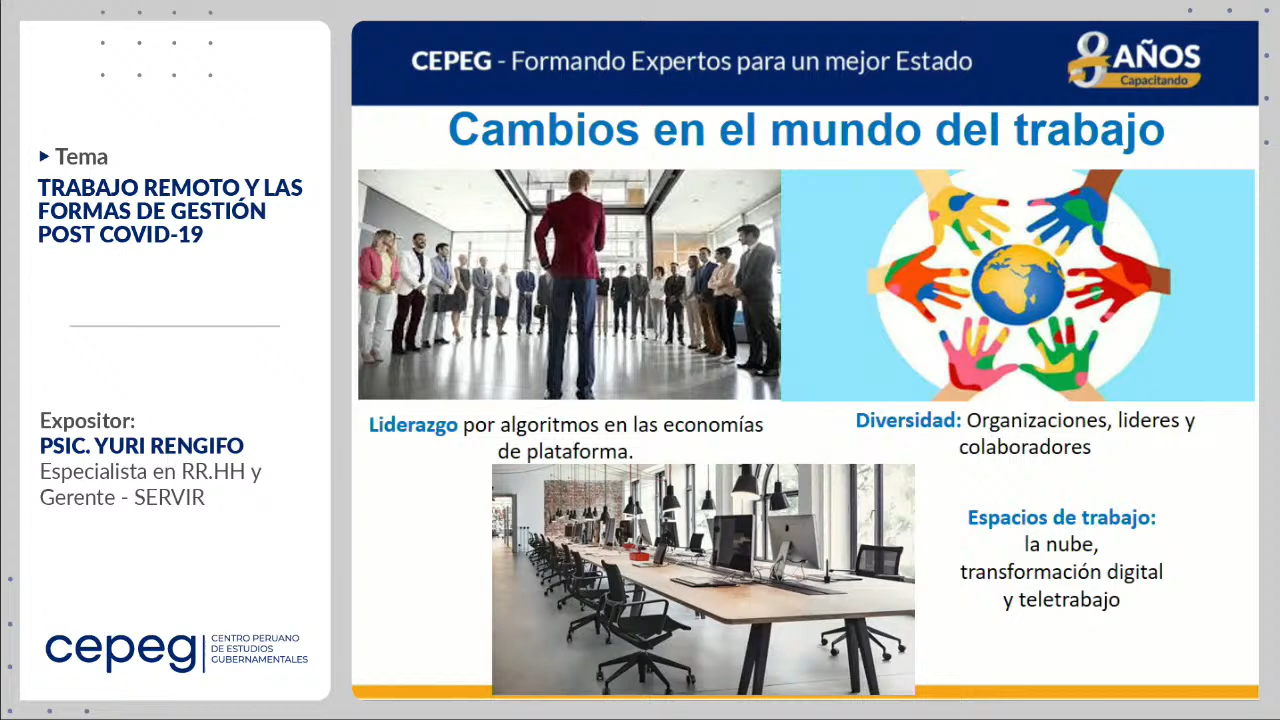 Tema
TRABAJO REMOTO Y LAS
FORMAS DE GESTIÓN
POST COVID-19
Expositor:
PSIC. YURI RENGIFO
Especialista en RR.HH y
Gerente - SERVIR
cepeg
CENTRO PERUANO
DE ESTUDIOS
GUBERNAMENTALES
CEPEG - Formando Expertos para un mejor Estado
8 AÑOS
Capacitando
Cambios en el mundo del trabajo
Liderazgo por algoritmos en las economías
de plataforma.
Diversidad: Organizaciones, lideres y
colaboradores
Espacios de trabajo:
la nube,
transformación digital
y teletrabajo